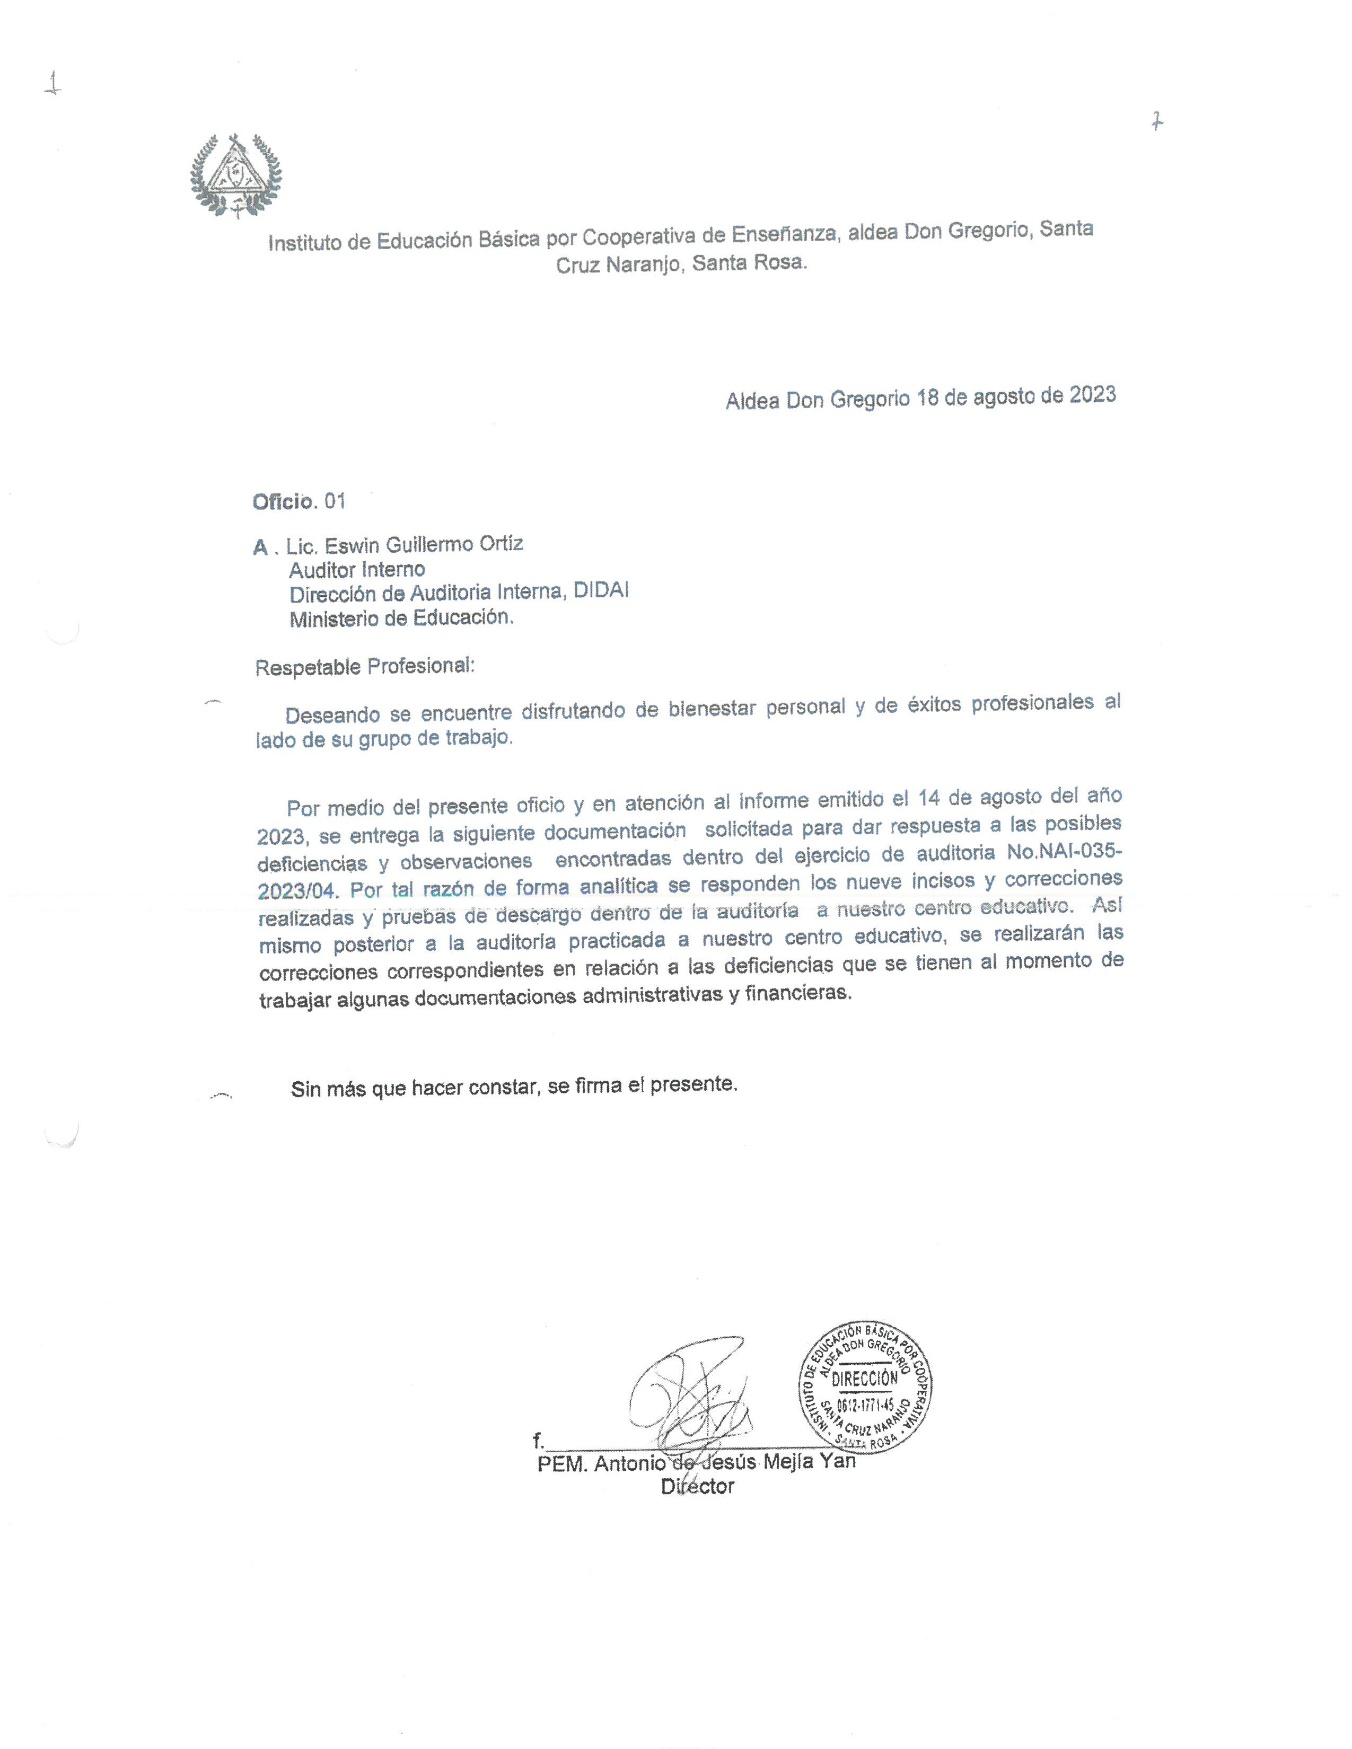 1
1
Instituto de Educación Básica por Cooperativa de Enseñanza, aldea Don Gregorio, Santa
Cruz Naranjo, Santa Rosa.
Aldea Don Gregorio 18 de agosto de 2023
Oficio. 01
A . Lic. Eswin Guillermo Ortíz
Auditor Interno
Dirección de Auditoria Interna, DIDAI
Ministerio de Educación.
Respetable Profesional:
Deseando se encuentre disfrutando de bienestar personal y de éxitos profesionales al
lado de su grupo de trabajo.
Por medio del presente oficio y en atención al informe emitido el 14 de agosto del año
2023, se entrega la siguiente documentación solicitada para dar respuesta a las posibles
deficiencias y observaciones encontradas dentro del ejercicio de auditoria No.NAI-035-
2023/04. Por tal razón de forma analítica se responden los nueve incisos y correcciones
realizadas y pruebas de descargo dentro de la auditoría a nuestro centro educativo. Así
mismo posterior a la auditoría practicada a nuestro centro educativo, se realizarán las
correcciones correspondientes en relación a las deficiencias que se tienen al momento de
trabajar algunas documentaciones administrativas y financieras.
Sin más que hacer constar, se firma el presente.
INSTITUTO DE EDUCACIÓN BÁSICA POR COOPERATIVA
ALDEA DON GREGORIO
DIRECCIÓN
0612-1771-45
SANTA CRUZ NARANJO
SANTA ROSA
f.
PEM. Antonio de Jesús Mejía Yan
Director